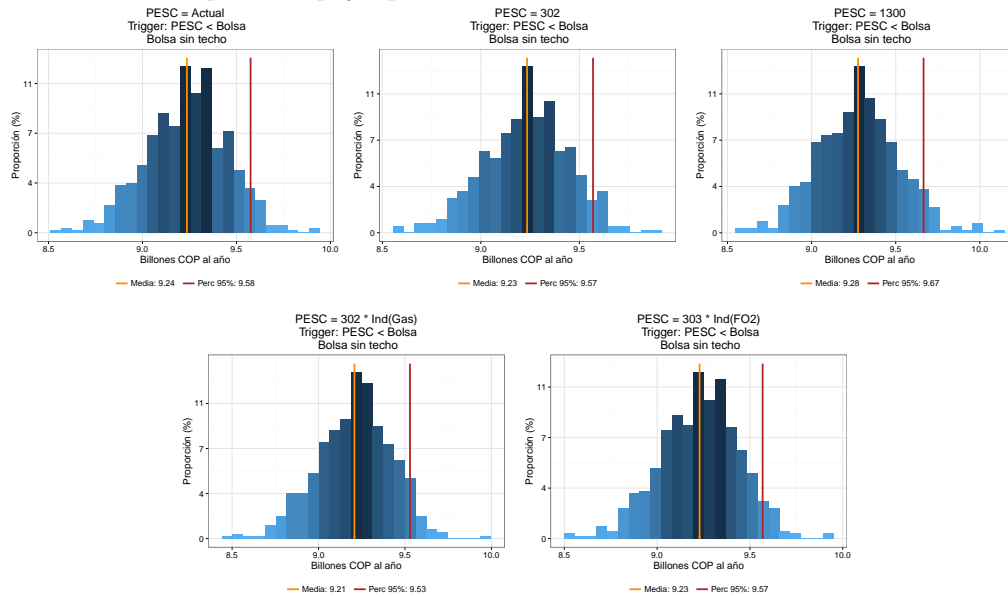 PESC = Actual
Trigger: PESC < Bolsa
Bolsa sin techo
Proporción (%)
11
7
4
0
8.5
9.0
9.5
10.0
Billones COP al año
Media: 9.24 Perc 95%: 9.58
PESC = 302
Trigger: PESC < Bolsa
Bolsa sin techo
Proporción (%)
11
7
4
0
8.5
9.0
9.5
Billones COP al año
Media: 9.23 Perc 95%: 9.57
PESC = 1300
Trigger: PESC < Bolsa
Bolsa sin techo
Proporción (%)
11
7
4
0
8.5
9.0
9.5
10.0
Billones COP al año
Media: 9.28 Perc 95%: 9.67
PESC = 302 * Ind(Gas)
Trigger: PESC < Bolsa
Bolsa sin techo
Proporción (%)
11
7
4
0
8.5
9.0
9.5
10.0
Billones COP al año
Media: 9.21 Perc 95%: 9.53
PESC = 303 * Ind(FO2)
Trigger: PESC < Bolsa
Bolsa sin techo
Proporción (%)
11
7
4
0
8.5
9.0
9.5
10.0
Billones COP al año
Media: 9.23 Perc 95%: 9.57